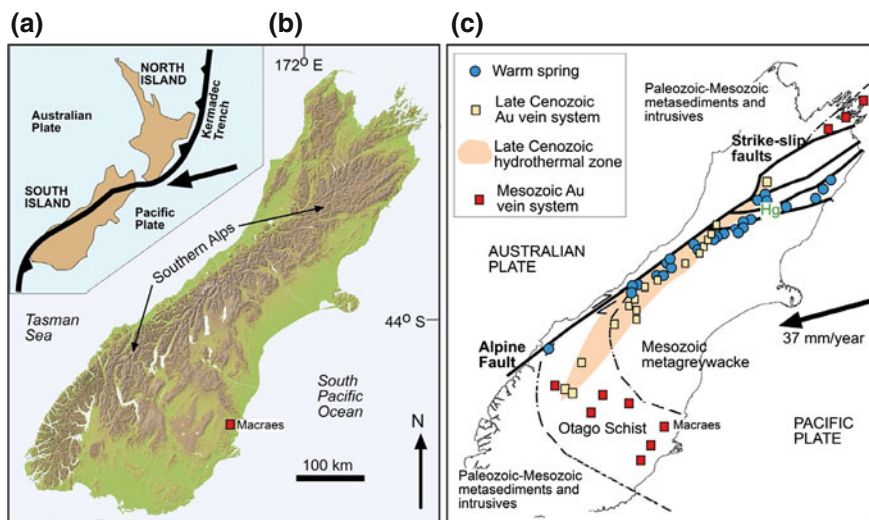 (a)
(b)
(c)
NORTH
ISLAND
Australian
Plate
Kermadec
Trench
SOUTH
ISLAND
Pacific
Plate
172° E
Southern Alps
Tasman
Sea
44° S
South
Pacific
Ocean
Macraes
100 km
N
Warm spring
Late Cenozoic
Au vein system
Late Cenozoic
hydrothermal zone
Mesozoic Au
vein system
Paleozoic-Mesozoic
metasediments and
intrusives
Strike-slip
faults
Hg
AUSTRALIAN
PLATE
37 mm/year
Alpine
Fault
Mesozoic
metagreywacke
PACIFIC
PLATE
Otago Schist
Macraes
Paleozoic-Mesozoic
metasediments and
intrusives